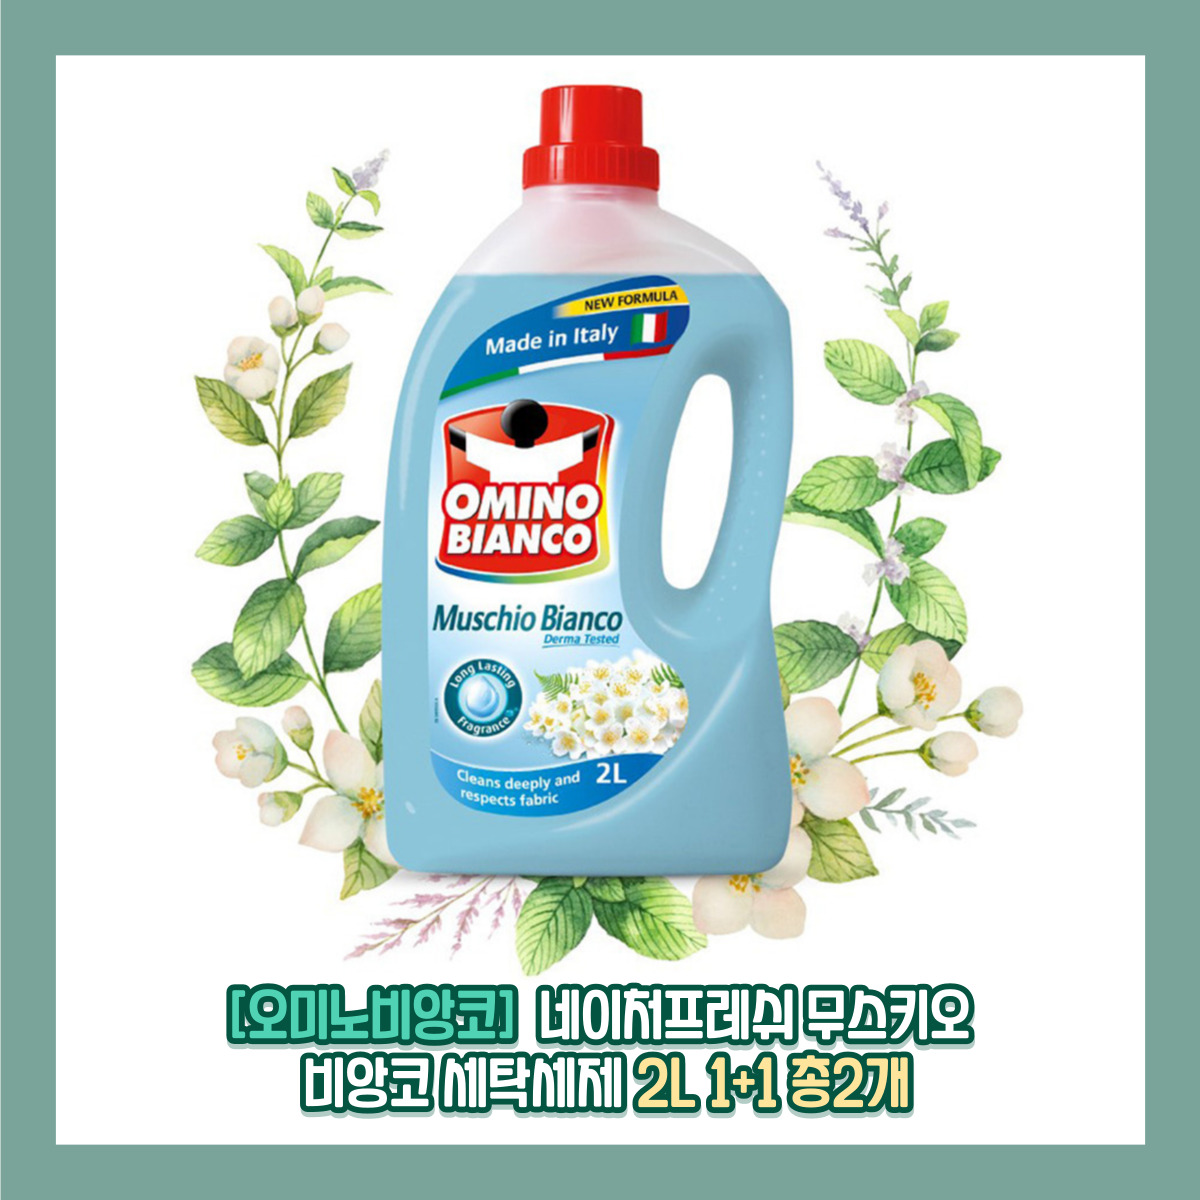 NEW FORMULA
Made in Italy
OMINO
BIANCO
Muschio Bianco
Derma Tested
Long Lasting
Fragrance
Cleans deeply and
respects fabric
2L
[오미노비앙코] 네이처프레쉬 무스키오
비앙코 세탁세제 2L 1+1 총2개